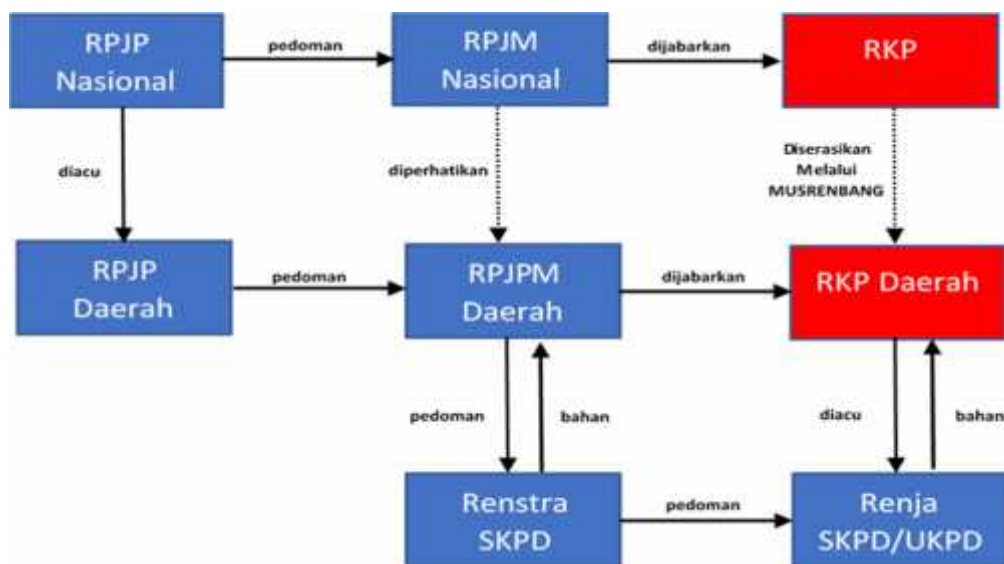 RPJP
Nasional
pedoman
RPJM
Nasional
dijabarkan
RKP
diacu
diperhatikan
Diserasikan
Melalui
MUSRENBANG
RPJP
Daerah
pedoman
RPJPM
Daerah
dijabarkan
RKP Daerah
pedoman
bahan
diacu
bahan
Renstra
SKPD
pedoman
Renja
SKPD/UKPD